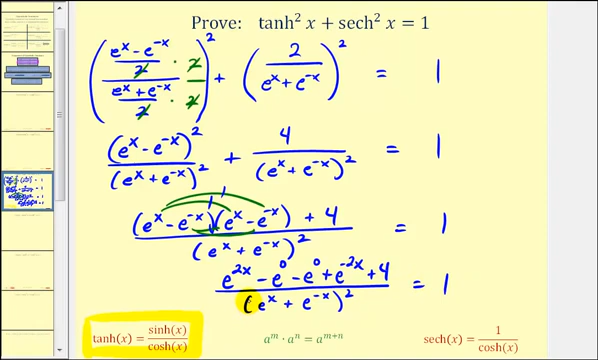 Prove: tanh² x + sech² x = 1
(((eˣ − e⁻ˣ)/2 · 2)/((eˣ + e⁻ˣ)/2 · 2))² + (2/(eˣ + e⁻ˣ))² = 1
(eˣ − e⁻ˣ)²/(eˣ + e⁻ˣ)² + 4/(eˣ + e⁻ˣ)² = 1
((eˣ − e⁻ˣ)(eˣ − e⁻ˣ) + 4)/(eˣ + e⁻ˣ)² = 1
(e²ˣ − e⁰ − e⁰ + e⁻²ˣ + 4)/(eˣ + e⁻ˣ)² = 1
tanh(x) = sinh(x)/cosh(x) aᵐ · aⁿ = aᵐ⁺ⁿ sech(x) = 1/cosh(x)